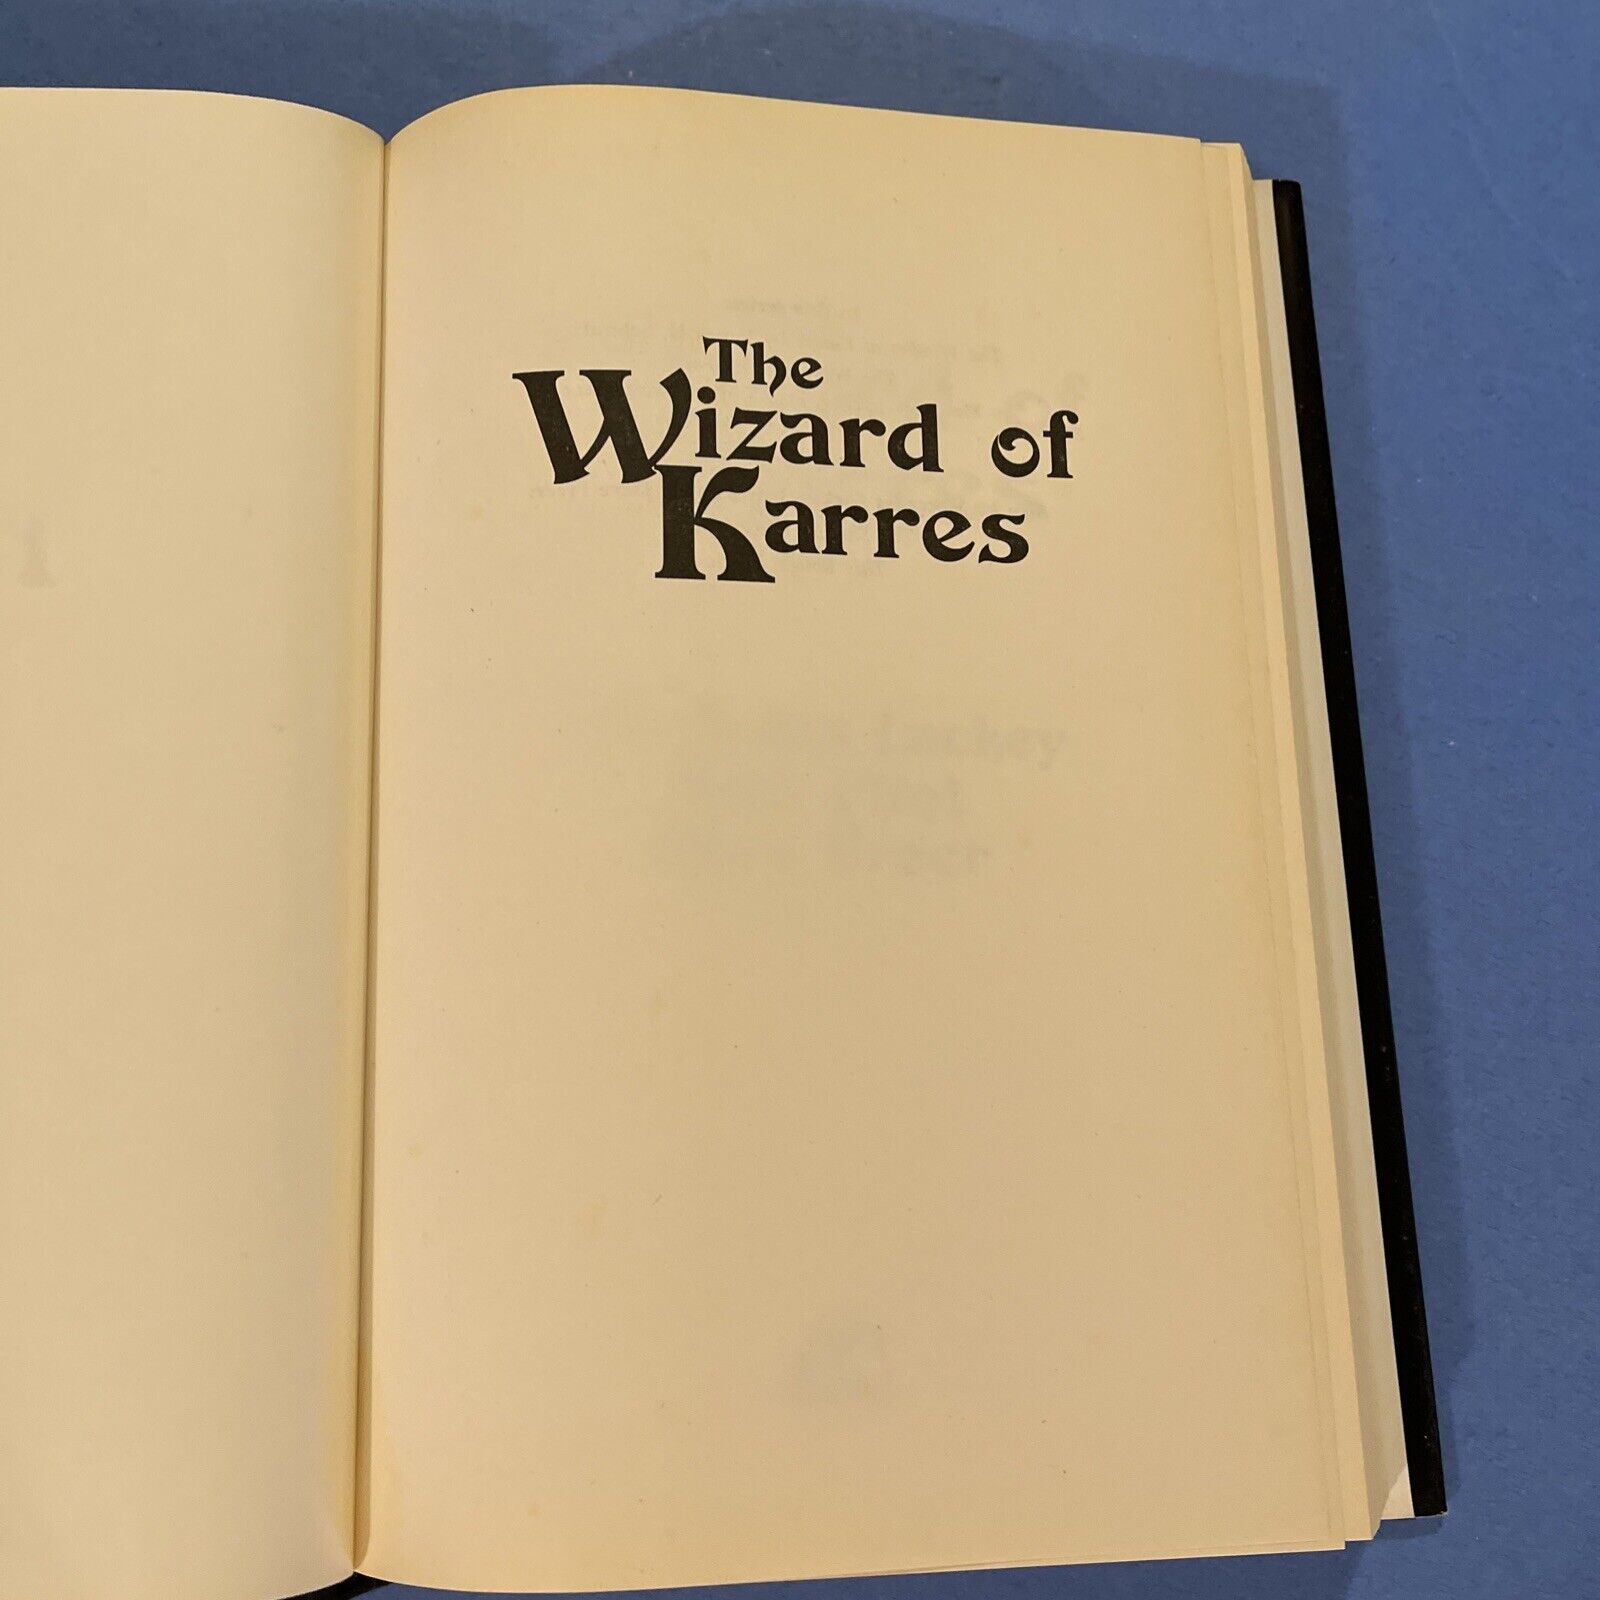 The
Wizard of
Karres